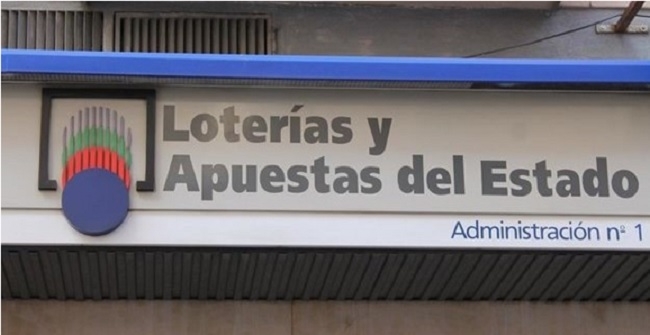 Loterías y
Apuestas del Estado
Administración nº 1